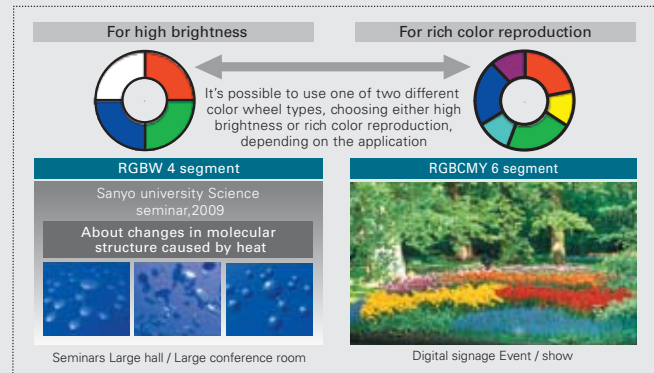 For high brightness
For rich color reproduction
It's possible to use one of two different
color wheel types, choosing either high
brightness or rich color reproduction,
depending on the application
RGBW 4 segment
Sanyo university Science
seminar,2009
About changes in molecular
structure caused by heat
Seminars Large hall / Large conference room
RGBCMY 6 segment
Digital signage Event / show